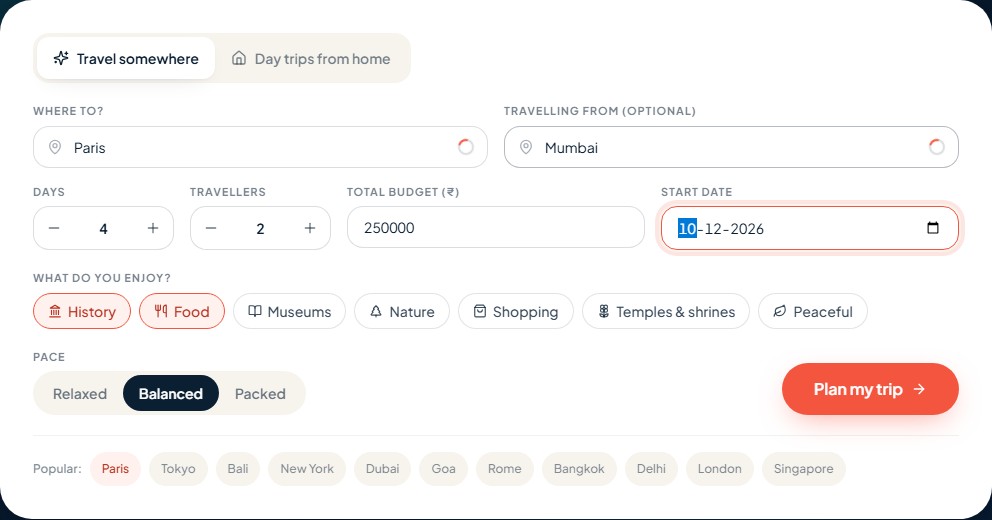 Travel somewhere Day trips from home
WHERE TO? TRAVELLING FROM (OPTIONAL)
Paris Mumbai
DAYS TRAVELLERS TOTAL BUDGET (₹) START DATE
− 4 + − 2 + 250000 10-12-2026
WHAT DO YOU ENJOY?
History Food Museums Nature Shopping Temples & shrines Peaceful
PACE
Relaxed Balanced Packed Plan my trip →
Popular: Paris Tokyo Bali New York Dubai Goa Rome Bangkok Delhi London Singapore